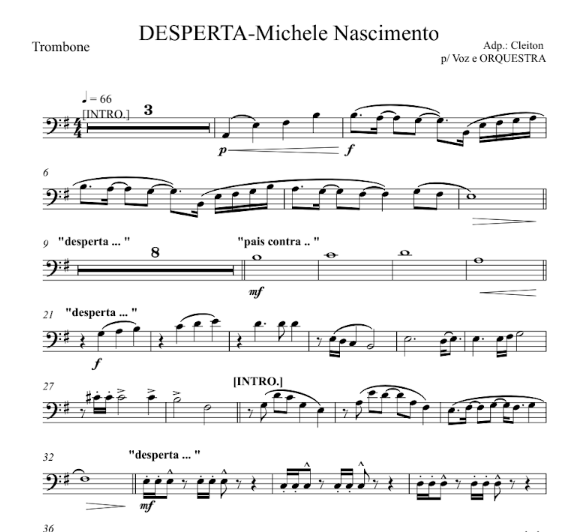 DESPERTA-Michele Nascimento
Trombone
Adp.: Cleiton
p/ Voz e ORQUESTRA
♩ = 66
[INTRO.]
3
p
f
6
9
"desperta ... "
8
"pais contra .. "
mf
21
"desperta ... "
f
27
[INTRO.]
32
"desperta ... "
mf
36